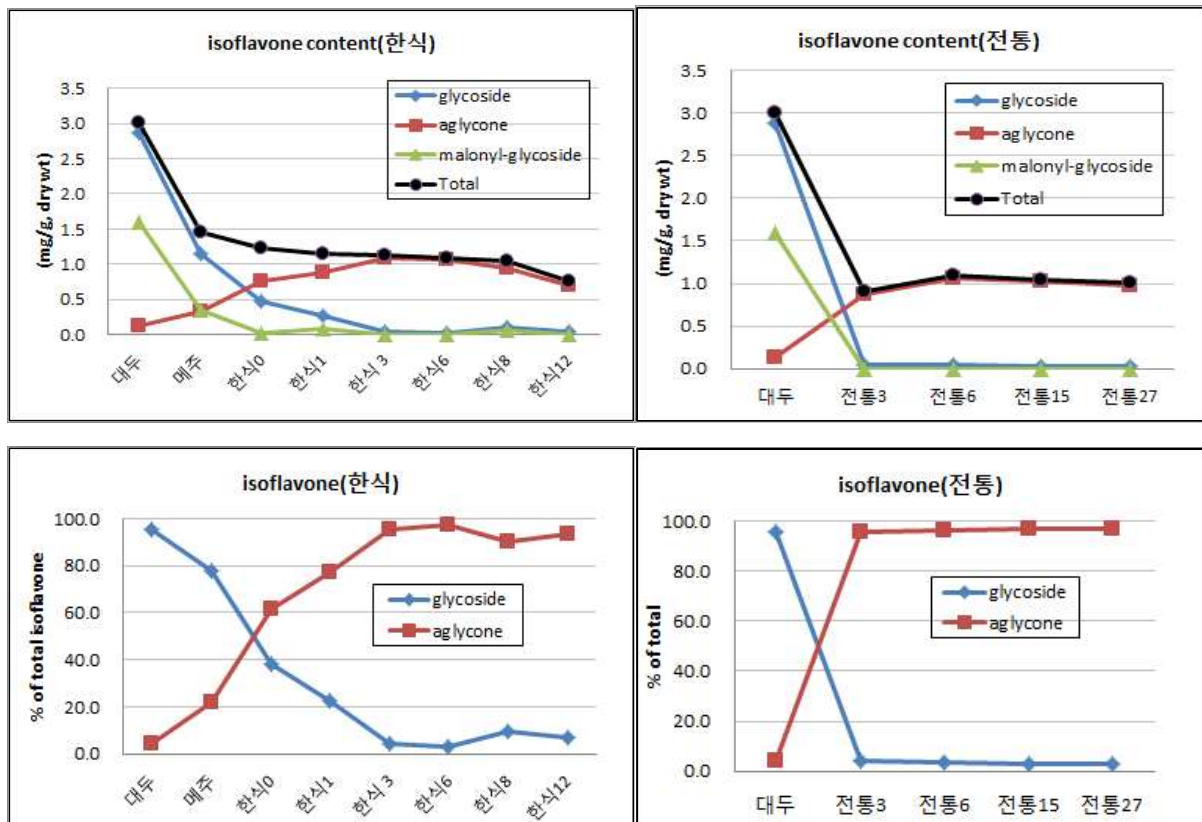 isoflavone content(한식)
(mg/g, dry wt)
3.5
3.0
2.5
2.0
1.5
1.0
0.5
0.0
glycoside
aglycone
malonyl-glycoside
Total
대두
메주
한식0
한식1
한식 3
한식6
한식8
한식12
isoflavone content(전통)
(mg/g, dry wt)
3.5
3.0
2.5
2.0
1.5
1.0
0.5
0.0
glycoside
aglycone
malonyl-glycoside
Total
대두
전통3
전통6
전통15
전통27
isoflavone(한식)
% of total isoflavone
100.0
80.0
60.0
40.0
20.0
0.0
glycoside
aglycone
대두
메주
한식0
한식1
한식 3
한식6
한식8
한식12
isoflavone(전통)
% of total
100.0
80.0
60.0
40.0
20.0
0.0
glycoside
aglycone
대두
전통3
전통6
전통15
전통27